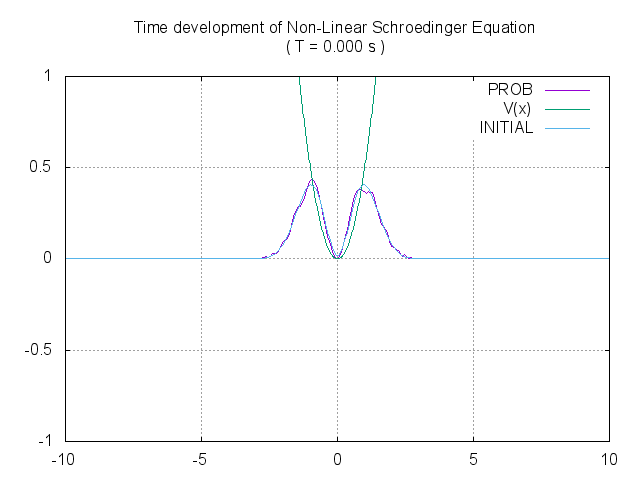 Time development of Non-Linear Schroedinger Equation
( T = 0.000 s )
PROB
V(x)
INITIAL
1
0.5
0
-0.5
-1
-10 -5 0 5 10